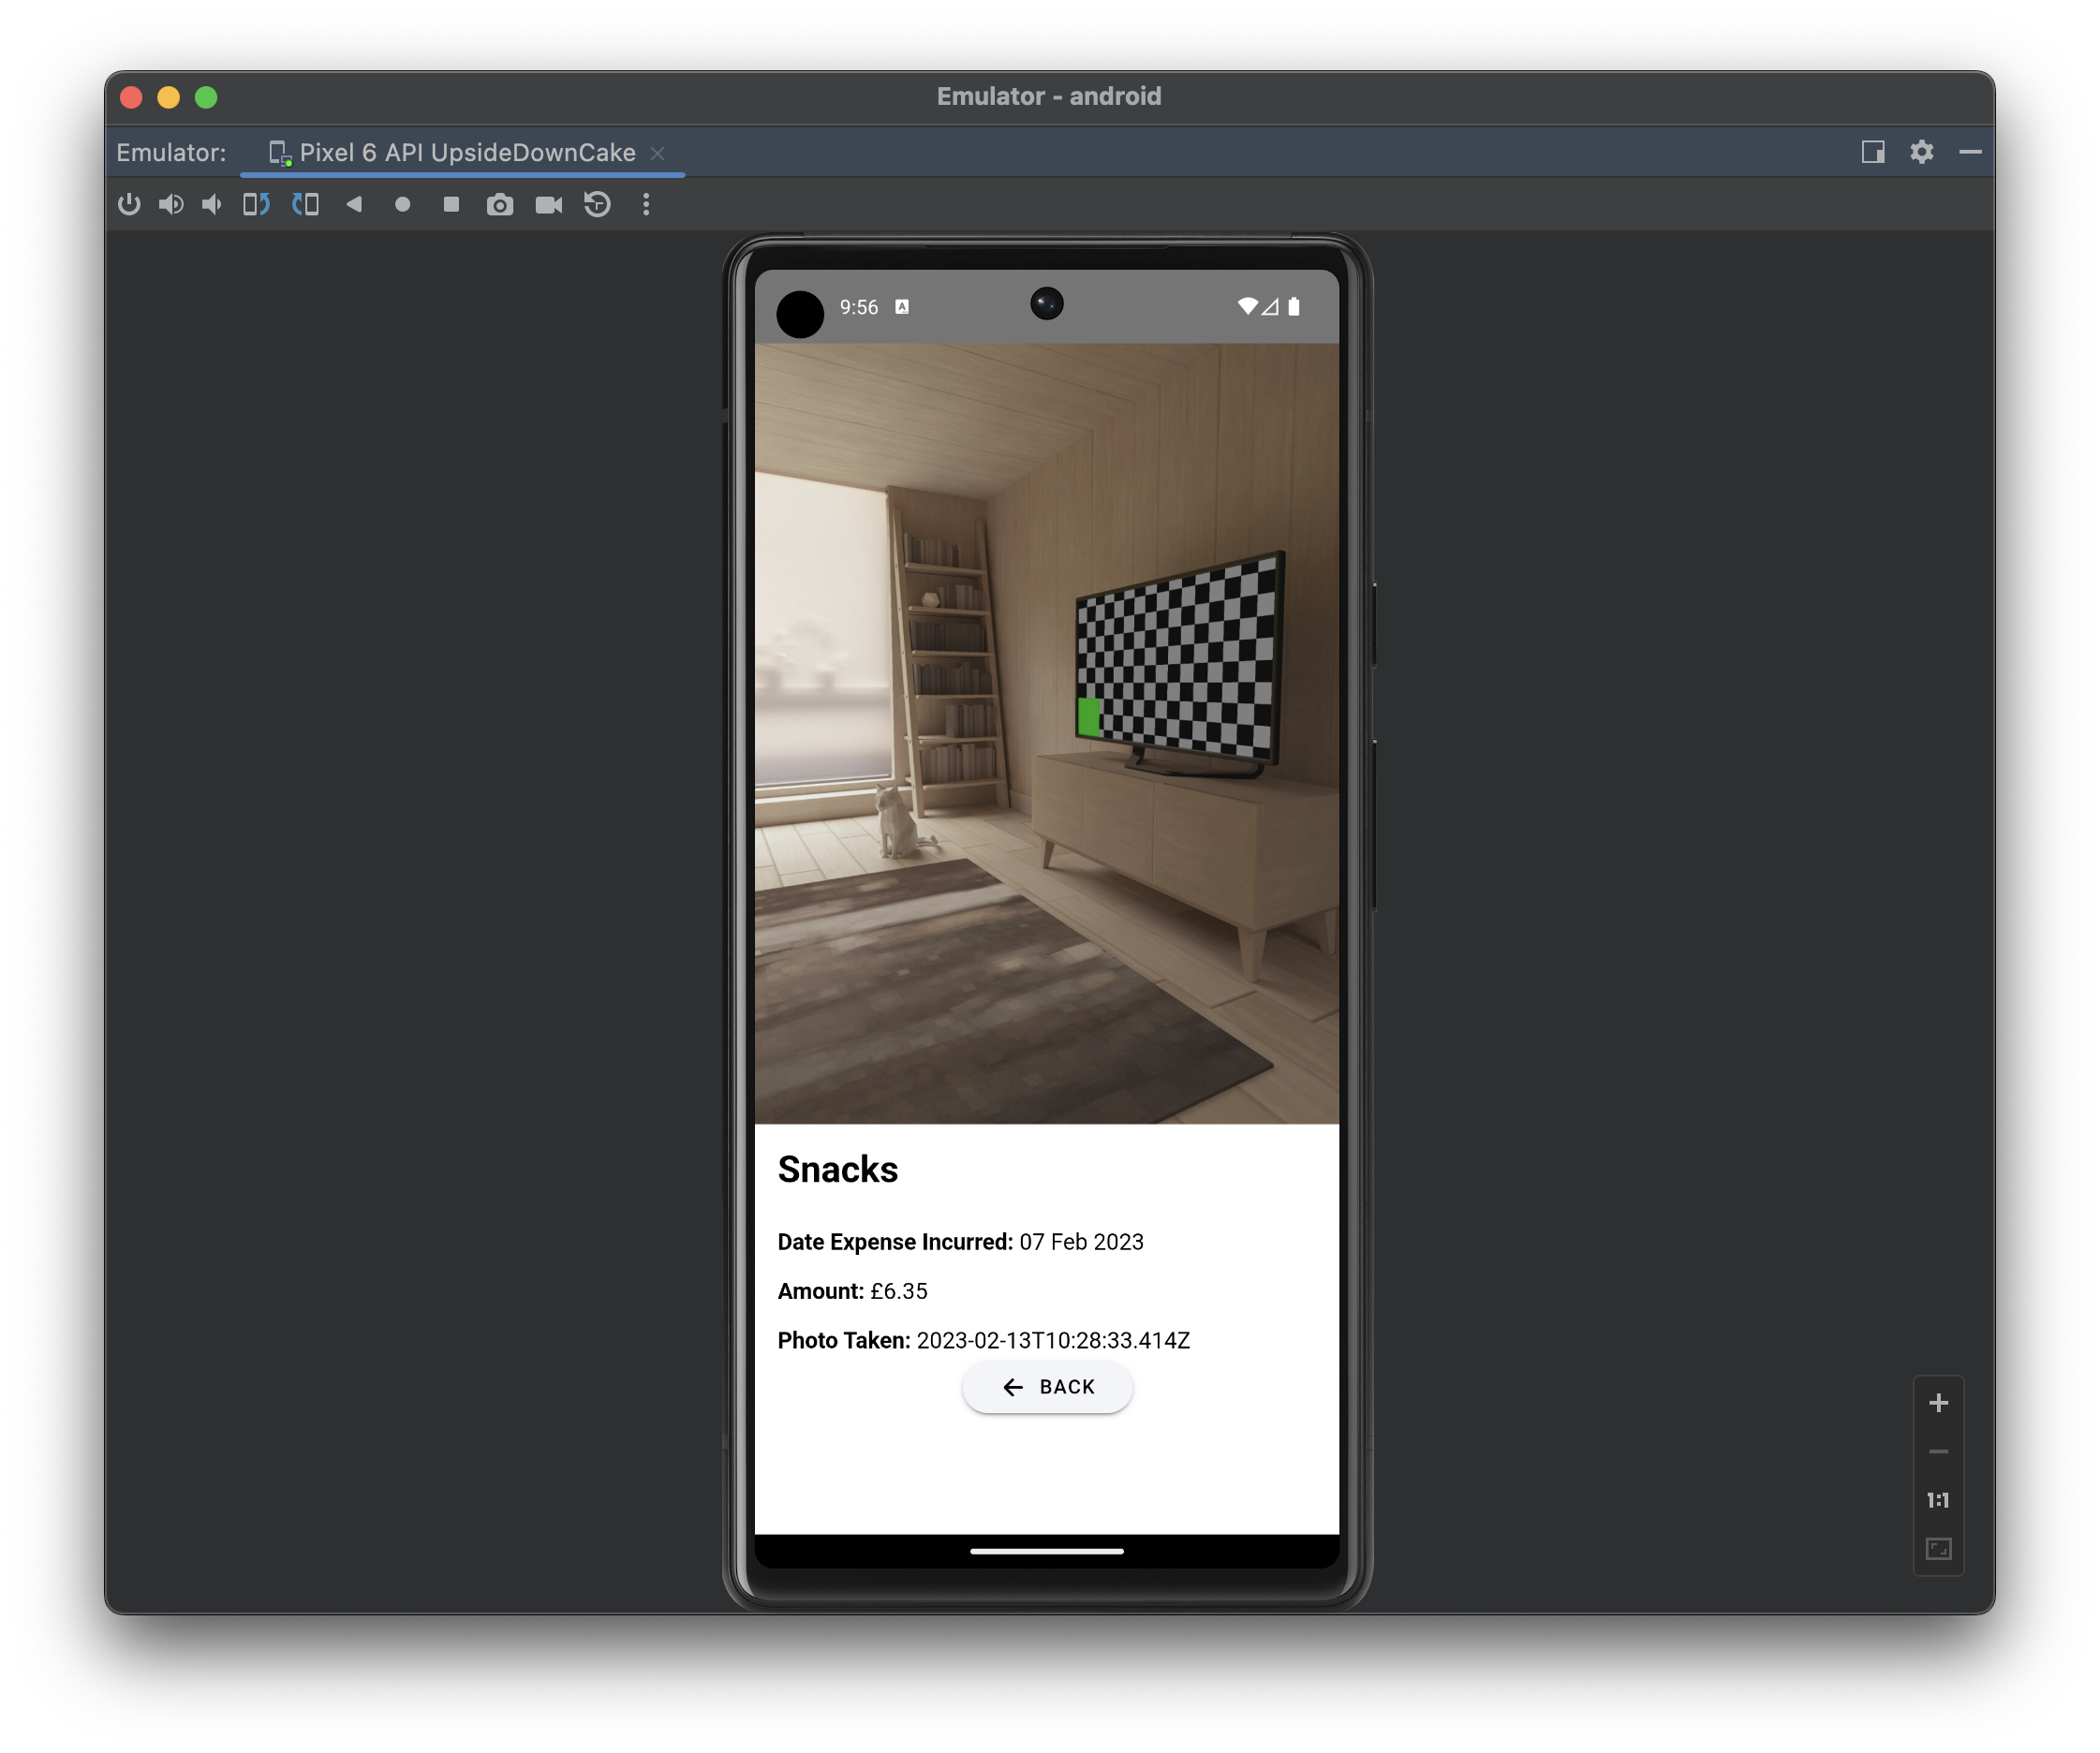 Emulator - android
Emulator: Pixel 6 API UpsideDownCake
9:56 A
Snacks
Date Expense Incurred: 07 Feb 2023
Amount: £6.35
Photo Taken: 2023-02-13T10:28:33.414Z
BACK
1:1